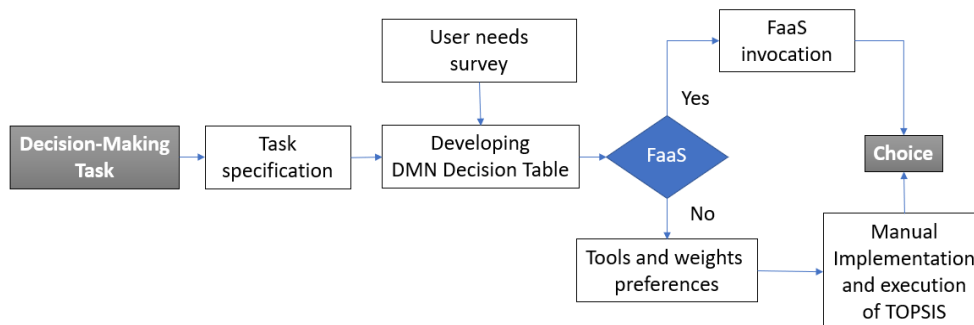 User needs
survey
FaaS
invocation
Yes
Decision-Making
Task
Task
specification
Developing
DMN Decision Table
FaaS
Choice
No
Tools and weights
preferences
Manual
Implementation
and execution
of TOPSIS